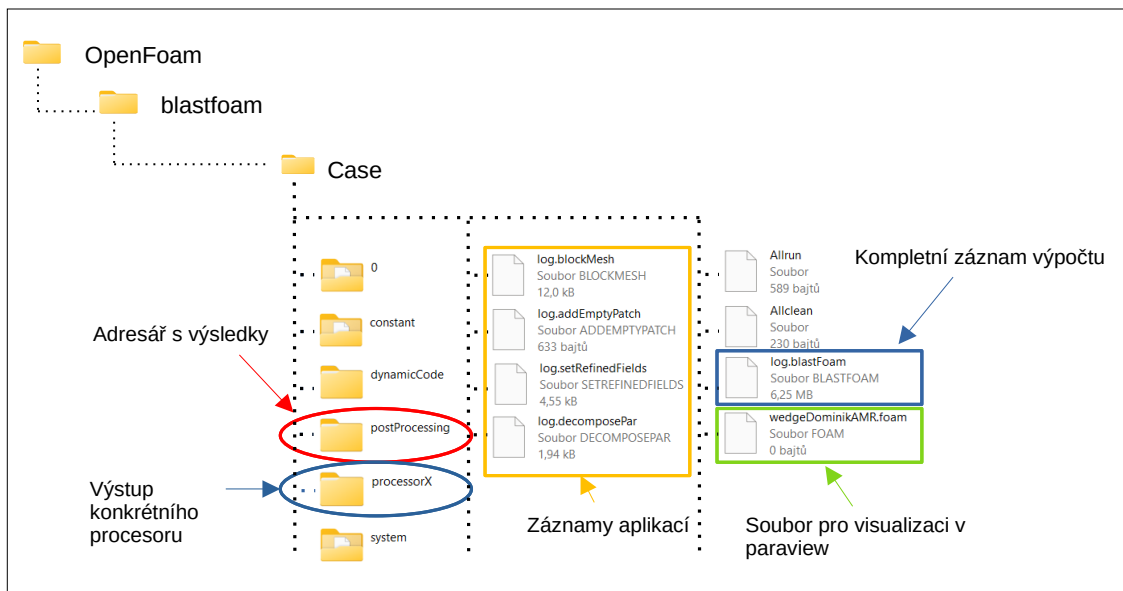 OpenFoam
blastfoam
Case
0
constant
dynamicCode
postProcessing
processorX
system
Adresář s výsledky
Výstup
konkrétního
procesoru
log.blockMesh
Soubor BLOCKMESH
12,0 kB
log.addEmptyPatch
Soubor ADDEMPTYPATCH
633 bajtů
log.setRefinedFields
Soubor SETREFINEDFIELDS
4,55 kB
log.decomposePar
Soubor DECOMPOSEPAR
1,94 kB
Záznamy aplikací
Allrun
Soubor
589 bajtů
Allclean
Soubor
230 bajtů
log.blastFoam
Soubor BLASTFOAM
6,25 MB
wedgeDominikAMR.foam
Soubor FOAM
0 bajtů
Kompletní záznam výpočtu
Soubor pro visualizaci v
paraview